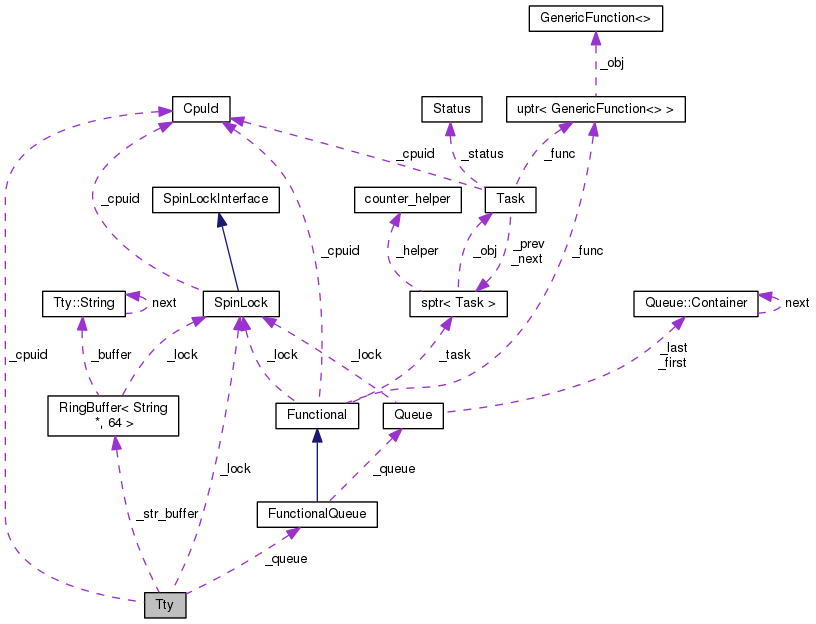 GenericFunction<>
_obj
CpuId
Status
uptr< GenericFunction<> >
_cpuid
_status
_func
SpinLockInterface
counter_helper
Task
_cpuid
_cpuid
_helper
_obj
_prev
_next
_func
Tty::String
next
SpinLock
sptr< Task >
Queue::Container
next
_cpuid
_buffer
_lock
_lock
_lock
_task
_last
_first
RingBuffer< String
*, 64 >
Functional
Queue
_lock
_queue
_str_buffer
FunctionalQueue
_queue
Tty